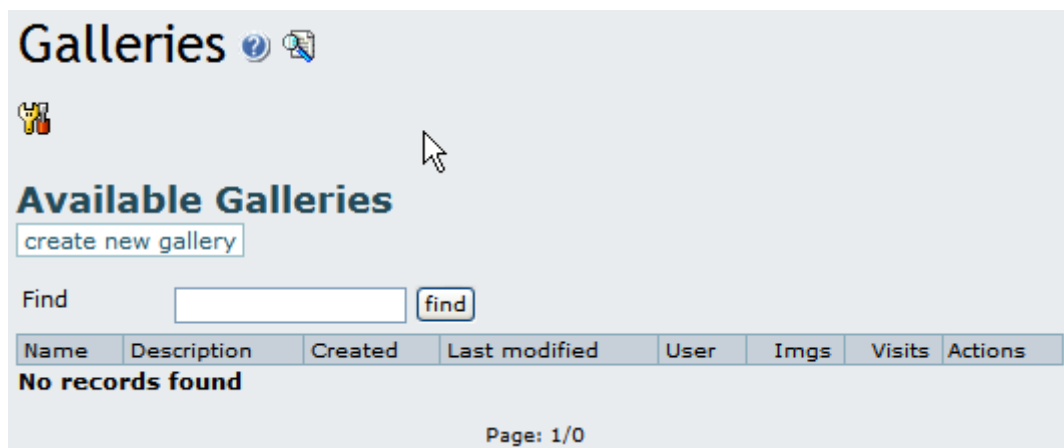 Galleries
Available Galleries
create new gallery
Find find
Name Description Created Last modified User Imgs Visits Actions
No records found
Page: 1/0